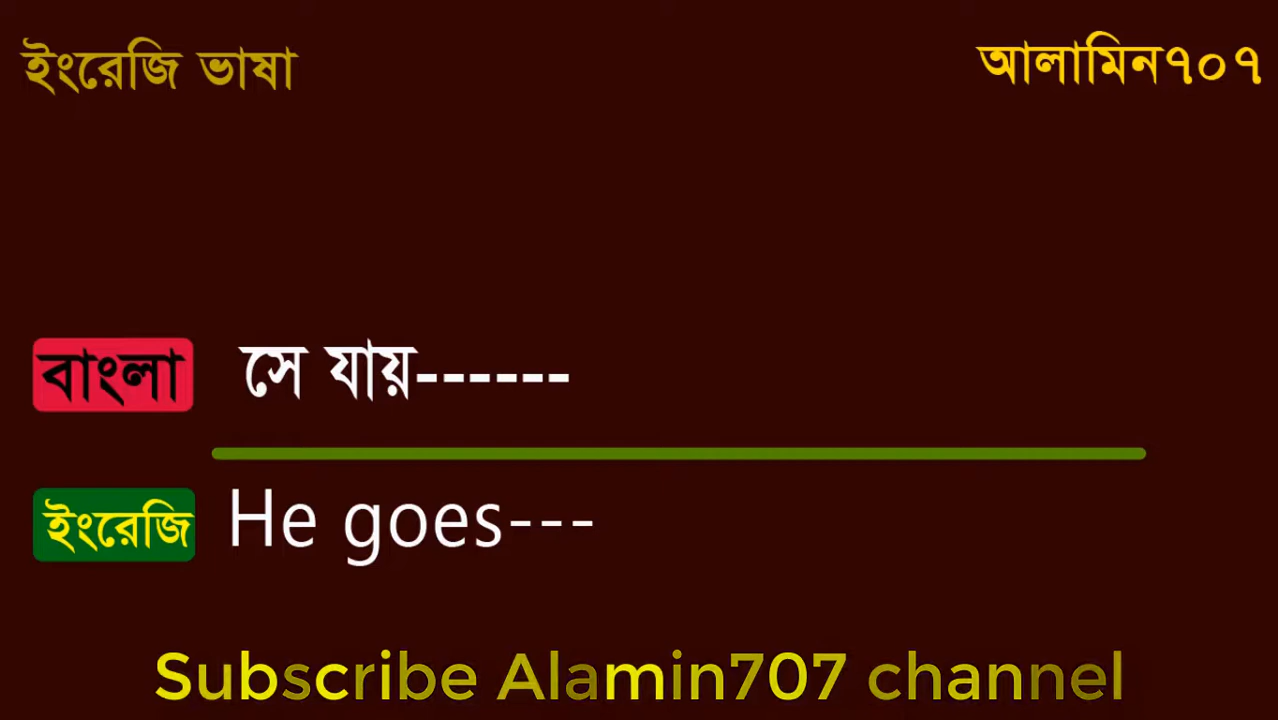 ইংরেজি ভাষা
আলামিন৭০৭
বাংলা সে যায়------
ইংরেজি He goes---
Subscribe Alamin707 channel